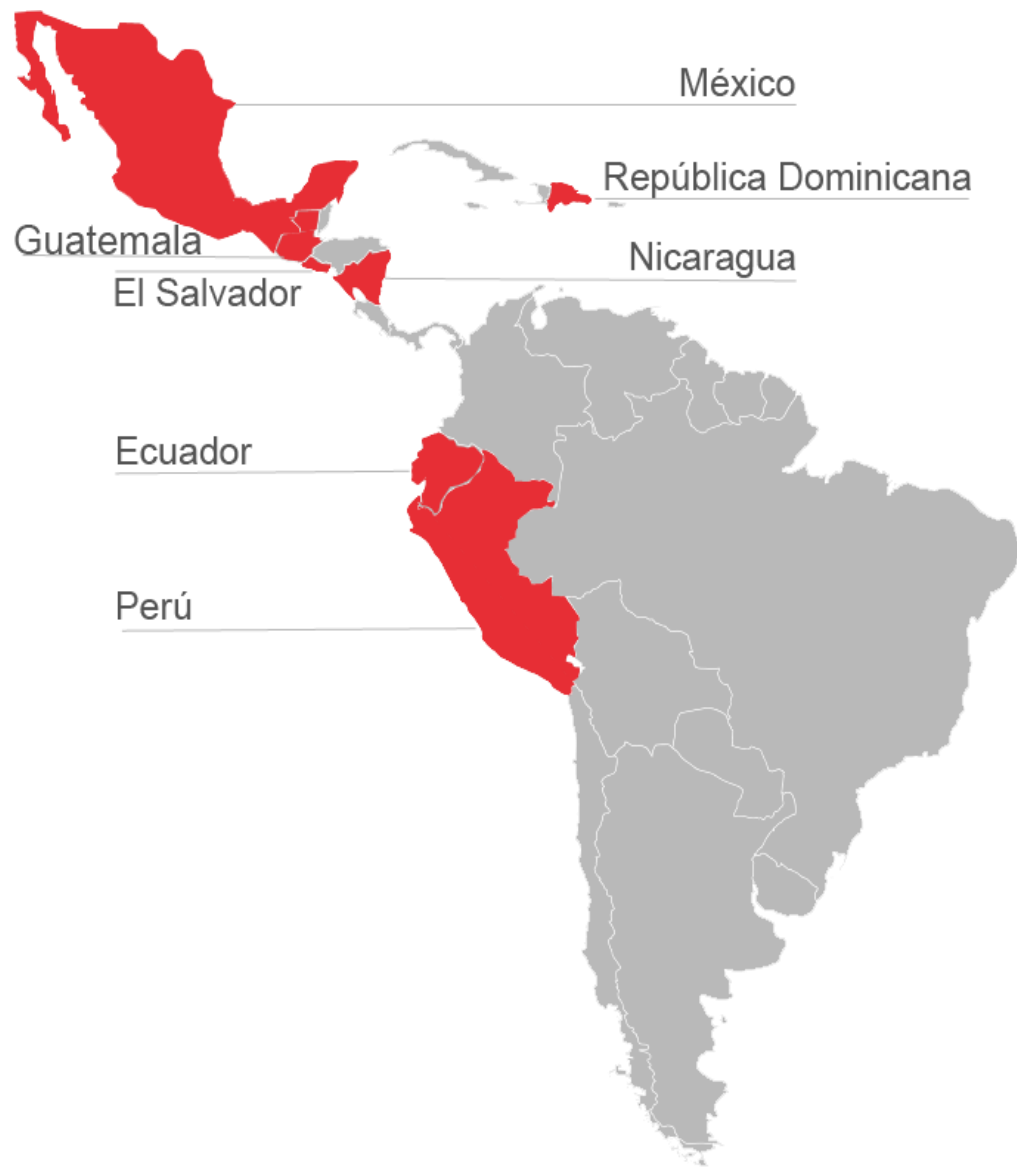 México
República Dominicana
Guatemala
Nicaragua
El Salvador
Ecuador
Perú